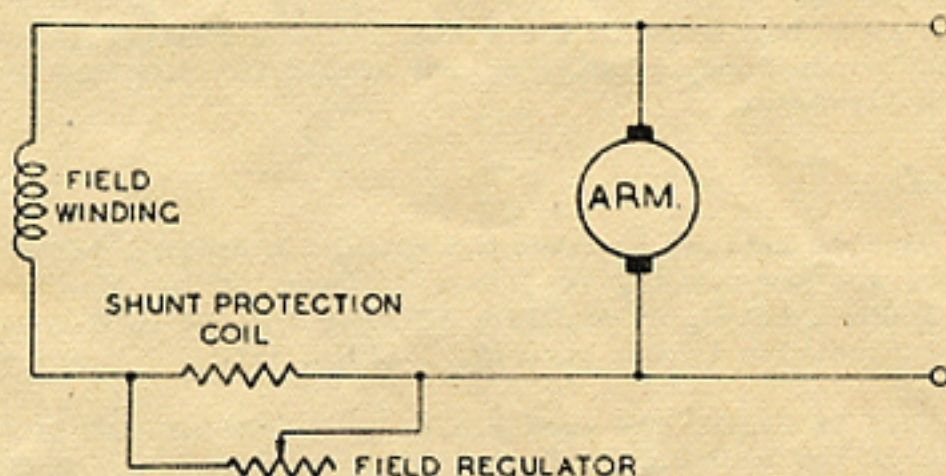 FIELD
WINDING
ARM.
SHUNT PROTECTION
COIL
FIELD REGULATOR